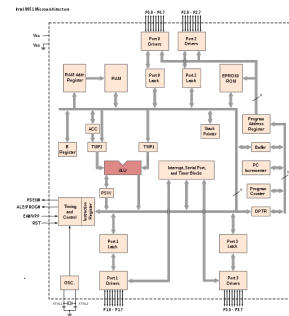 Intel 8051 Microarchitecture
P0.0 - P0.7
P2.0 - P2.7
Vcc
Vss
Port 0
Drivers
Port 2
Drivers
RAM Addr
Register
RAM
Port 0
Latch
Port 2
Latch
EPROM/
ROM
B
Register
ACC
TMP2
TMP1
ALU
PSW
Stack
Pointer
Program
Address
Register
Buffer
PC
Incrementer
Program
Counter
DPTR
Interrupt, Serial Port,
and Timer Blocks
PSEN#
ALE/PROG#
EA#/VPP
RST
Timing
and
Control
Instruction
Register
Port 1
Latch
Port 3
Latch
OSC.
XTAL1
XTAL2
Port 1
Drivers
Port 3
Drivers
P1.0 - P1.7
P3.0 - P3.7